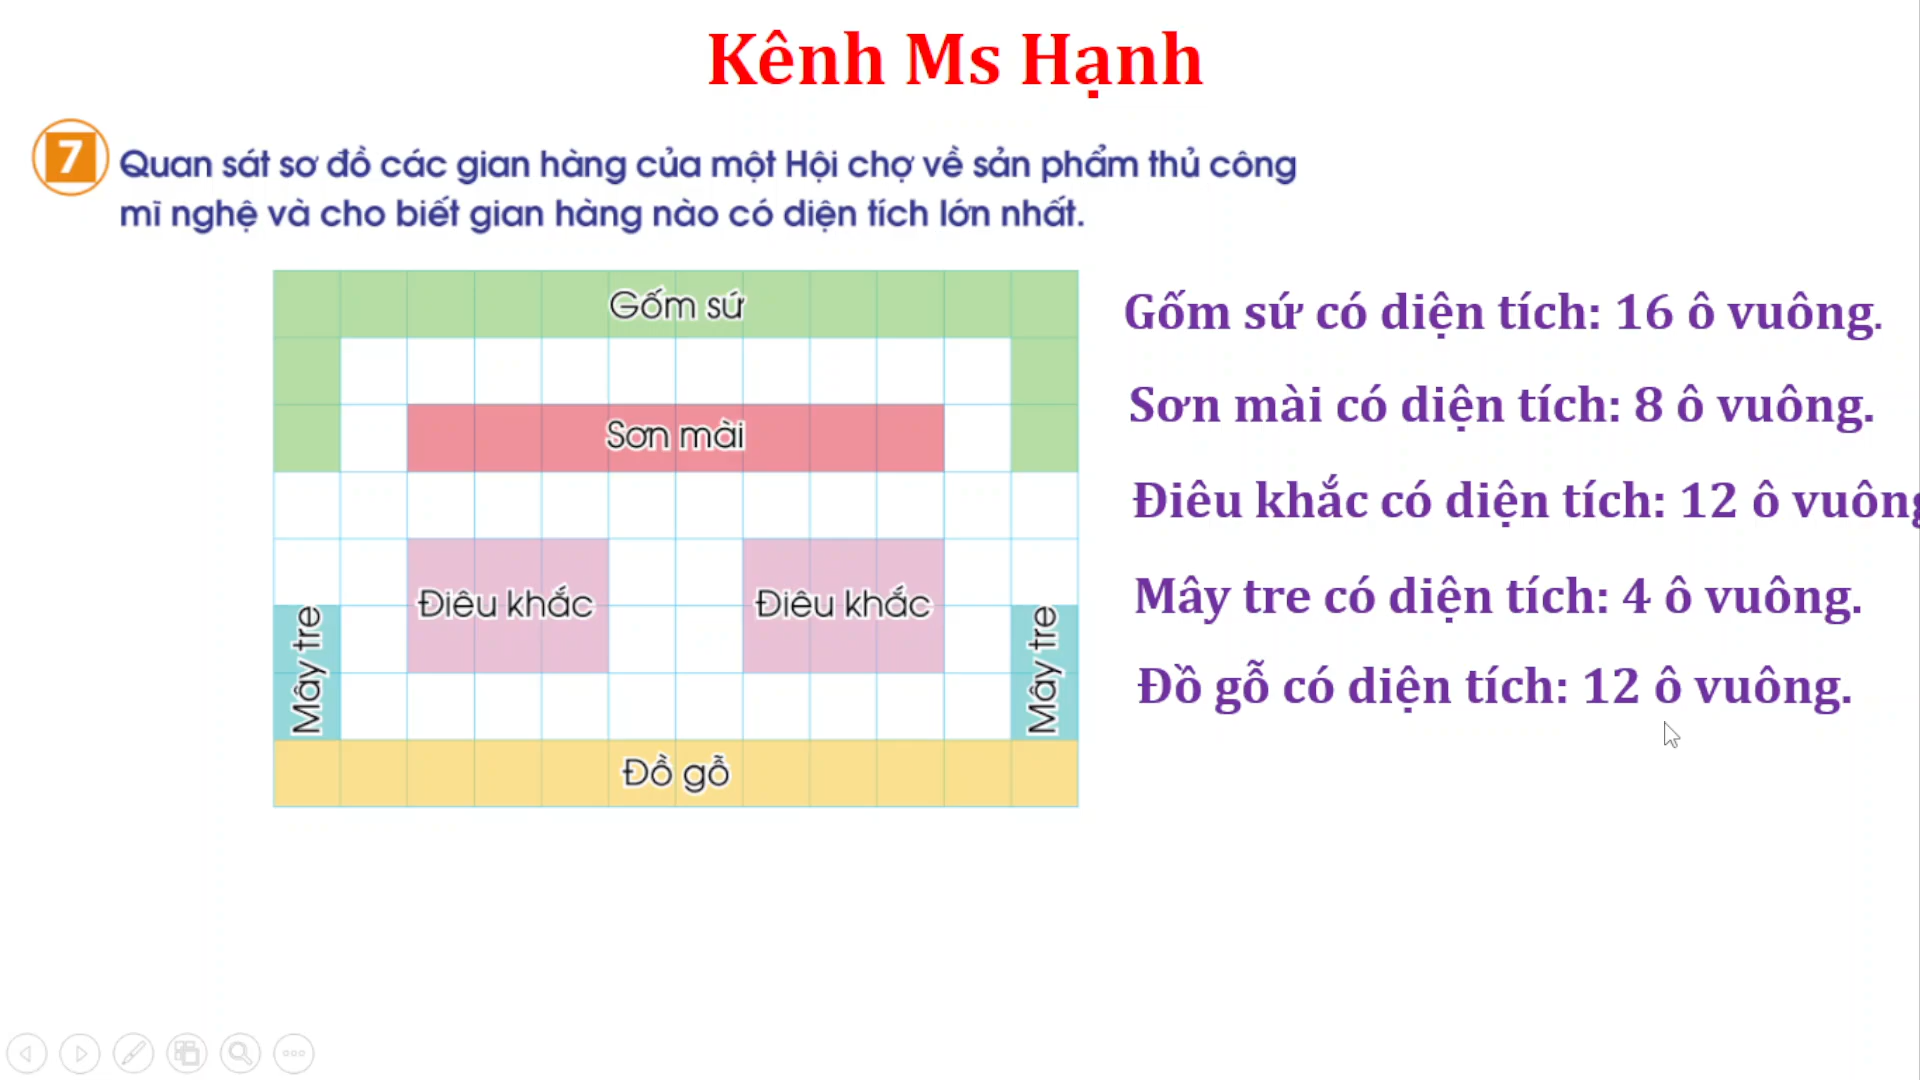 Kênh Ms Hạnh
7
Quan sát sơ đồ các gian hàng của một Hội chợ về sản phẩm thủ công
mĩ nghệ và cho biết gian hàng nào có diện tích lớn nhất.
Gốm sứ
Sơn mài
Điêu khắc
Điêu khắc
Mây tre
Mây tre
Đồ gỗ
Gốm sứ có diện tích: 16 ô vuông.
Sơn mài có diện tích: 8 ô vuông.
Điêu khắc có diện tích: 12 ô vuông
Mây tre có diện tích: 4 ô vuông.
Đồ gỗ có diện tích: 12 ô vuông.